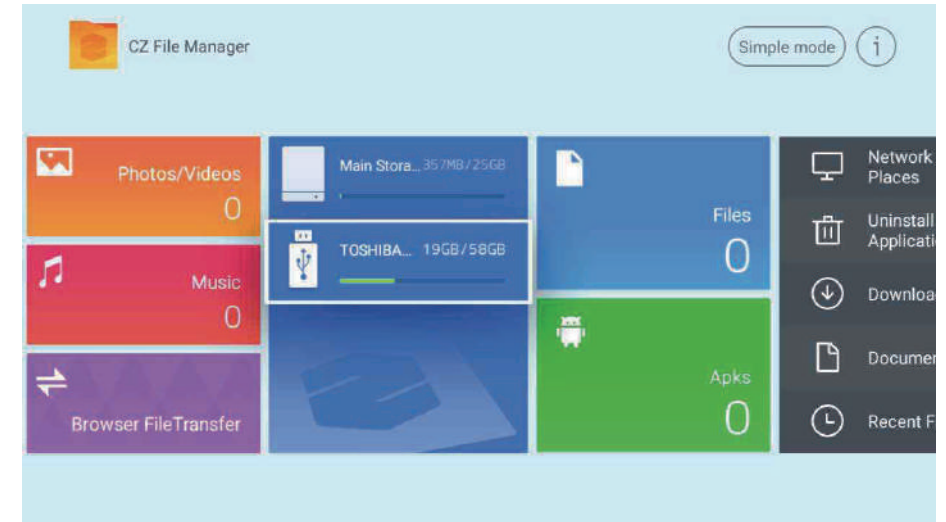 CZ File Manager
Simple mode
i
Photos/Videos
0
Music
0
Browser FileTransfer
Main Stora... 357MB/25GB
TOSHIBA... 19GB/58GB
Files
0
Apks
0
Network
Places
Uninstall
Applicati
Downloa
Documen
Recent F